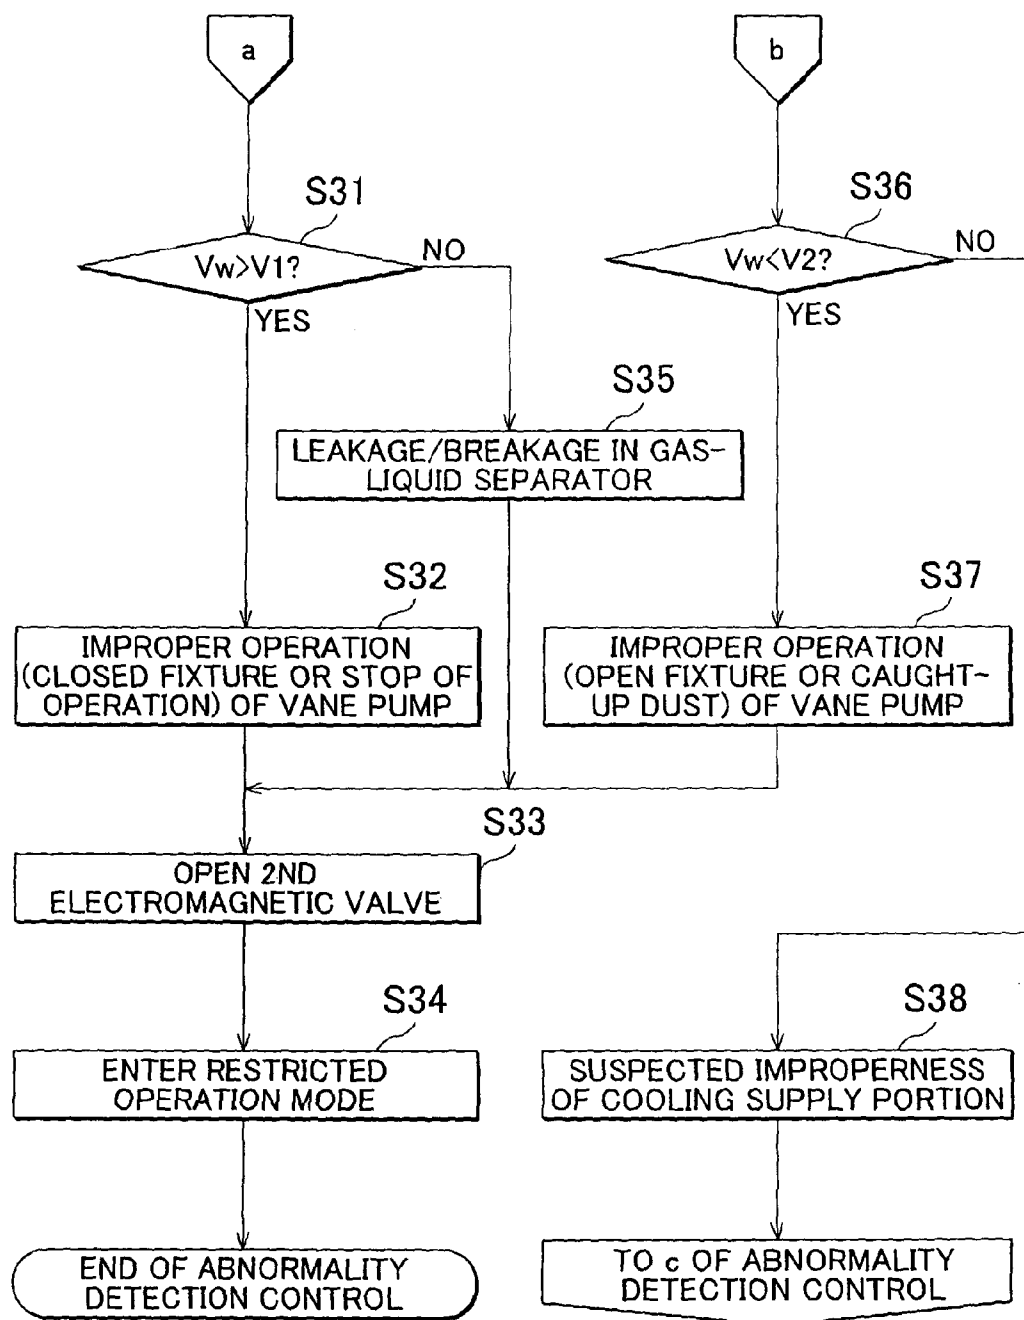 a
b
S31
S36
Vw>V1?
NO
Vw<V2?
NO
YES
YES
S35
LEAKAGE/BREAKAGE IN GAS-
LIQUID SEPARATOR
S32
S37
IMPROPER OPERATION
(CLOSED FIXTURE OR STOP OF
OPERATION) OF VANE PUMP
IMPROPER OPERATION
(OPEN FIXTURE OR CAUGHT-
UP DUST) OF VANE PUMP
S33
OPEN 2ND
ELECTROMAGNETIC VALVE
S34
S38
ENTER RESTRICTED
OPERATION MODE
SUSPECTED IMPROPERNESS
OF COOLING SUPPLY PORTION
END OF ABNORMALITY
DETECTION CONTROL
TO c OF ABNORMALITY
DETECTION CONTROL